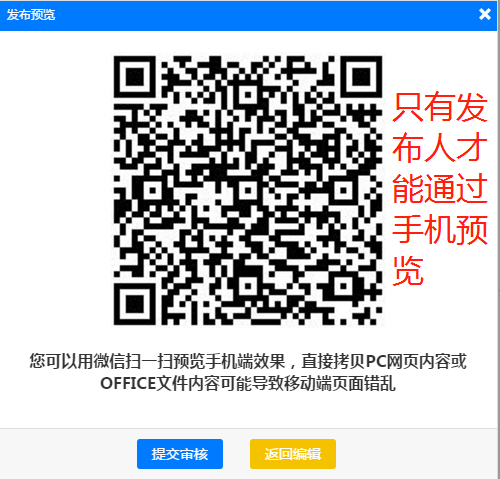 发布预览
只有发
布人才
能通过
手机预
览
您可以用微信扫一扫预览手机端效果，直接拷贝PC网页内容或
OFFICE文件内容可能导致移动端页面错乱
提交审核
返回编辑